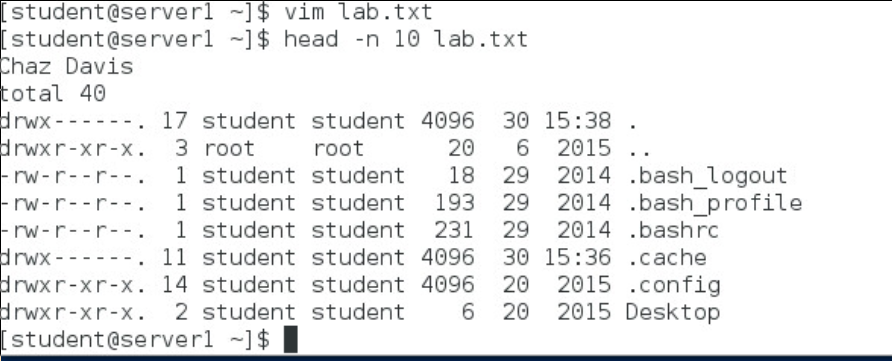 [student@server1 ~]$ vim lab.txt
[student@server1 ~]$ head -n 10 lab.txt
Chaz Davis
total 40
drwx------. 17 student student 4096  30 15:38 .
drwxr-xr-x.  3 root    root      20   6  2015 ..
-rw-r--r--.  1 student student   18  29  2014 .bash_logout
-rw-r--r--.  1 student student  193  29  2014 .bash_profile
-rw-r--r--.  1 student student  231  29  2014 .bashrc
drwx------. 11 student student 4096  30 15:36 .cache
drwxr-xr-x. 14 student student 4096  20  2015 .config
drwxr-xr-x.  2 student student    6  20  2015 Desktop
[student@server1 ~]$